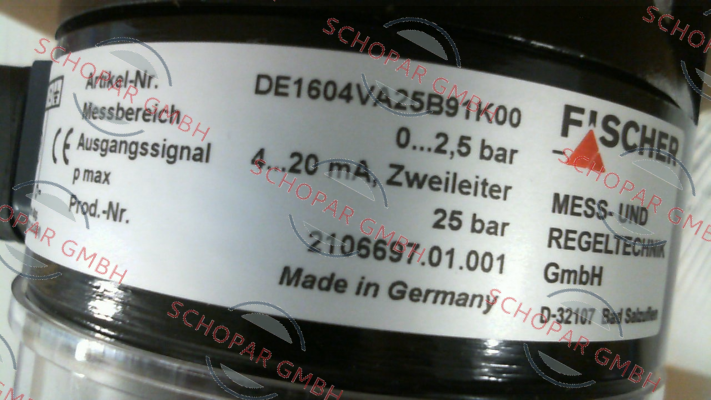 Artikel-Nr. DE1604VA25B91K00
Messbereich 0...2,5 bar
Ausgangssignal 4...20 mA, Zweileiter
p max 25 bar
Prod.-Nr. 2106697.01.001
Made in Germany
CE
FISCHER
MESS- UND
REGELTECHNIK
GmbH
D-32107 Bad Salzuflen
SCHOPAR GMBH
SCHOPAR GMBH
SCHOPAR GMBH
SCHOPAR GMBH
SCHOPAR GMBH
SCHOPAR GMBH
SCHOPAR GMBH